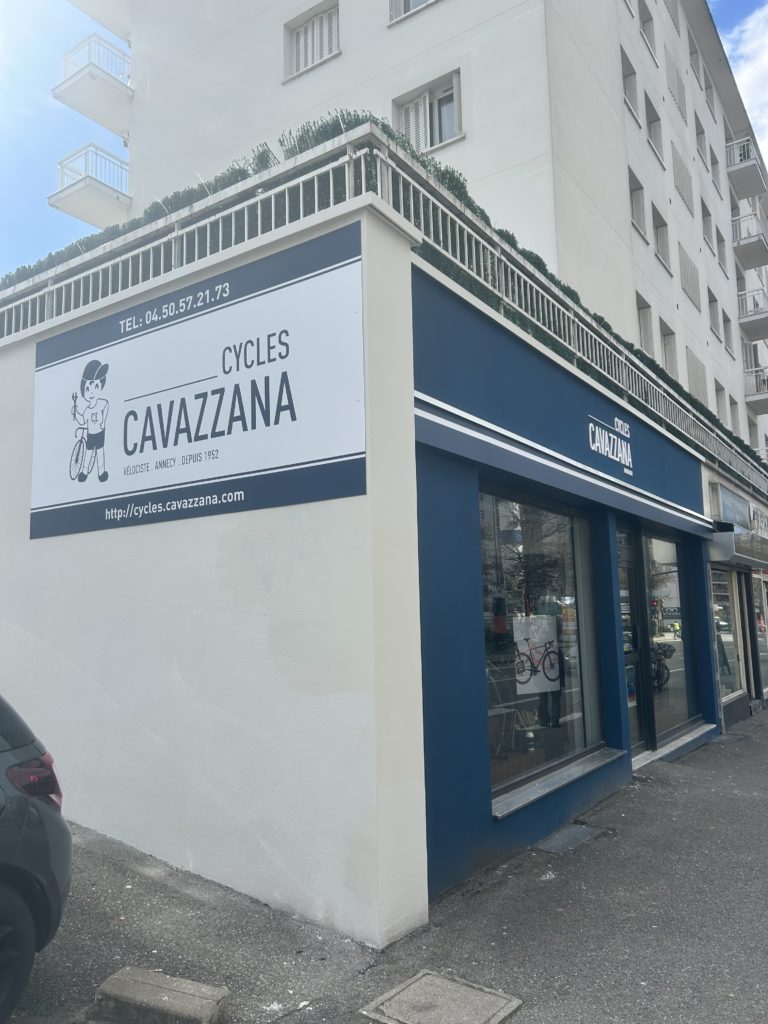 TEL: 04.50.57.21.73
CYCLES
CAVAZZANA
VÉLOCISTE . ANNECY . DEPUIS 1952
http://cycles.cavazzana.com
CYCLES
CAVAZZANA